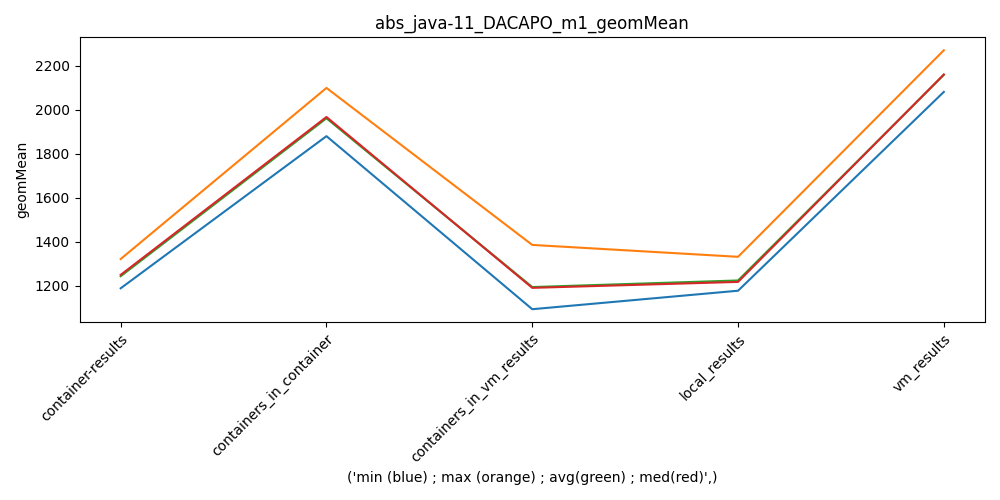 abs_java-11_DACAPO_m1_geomMean
geomMean
2200
2000
1800
1600
1400
1200
container-results
containers_in_container
containers_in_vm_results
local_results
vm_results
('min (blue) ; max (orange) ; avg(green) ; med(red)',)